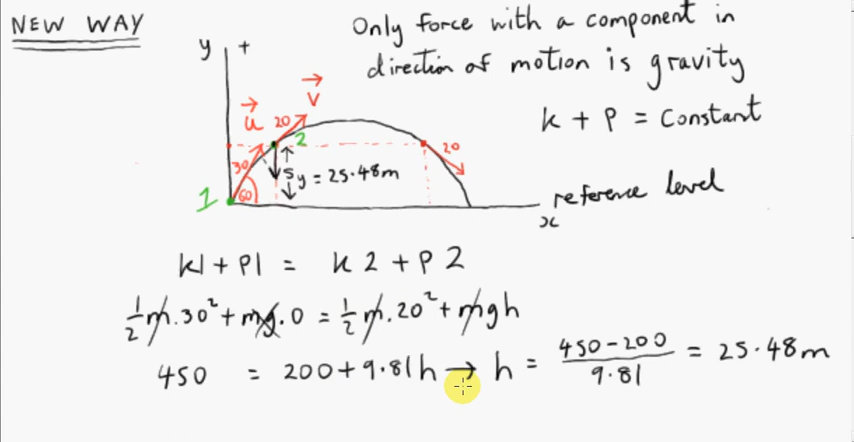 NEW WAY
Only force with a component in
direction of motion is gravity
k + P = Constant
y
+
u
20
v
2
30
60
1
Sy = 25.48m
20
reference level
x
k1 + P1 = k2 + P2
1/2 m.30² + mg.0 = 1/2 m.20² + mgh
450 = 200 + 9.81h → h = 450-200/9.81 = 25.48m